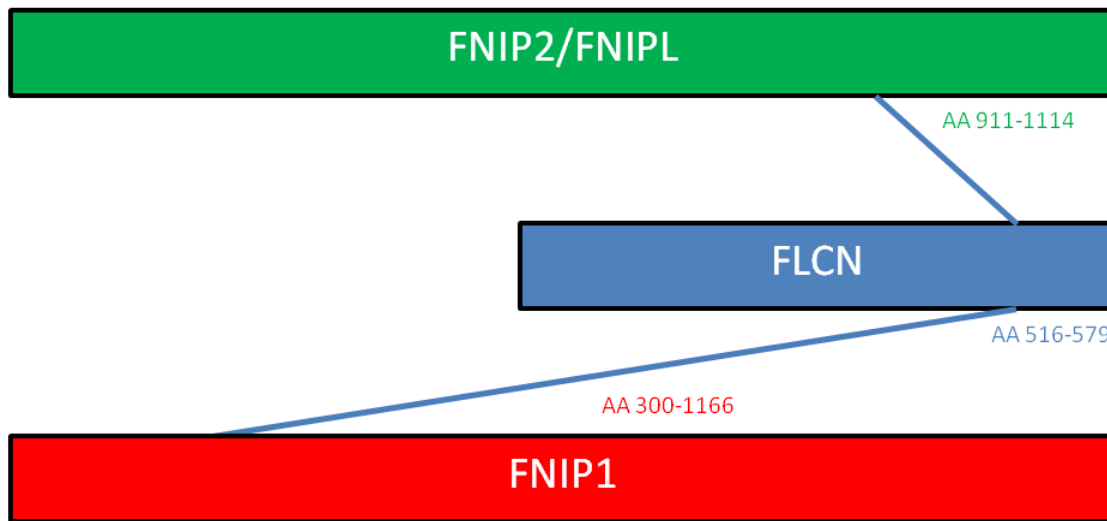 FNIP2/FNIPL
AA 911-1114
FLCN
AA 516-579
AA 300-1166
FNIP1